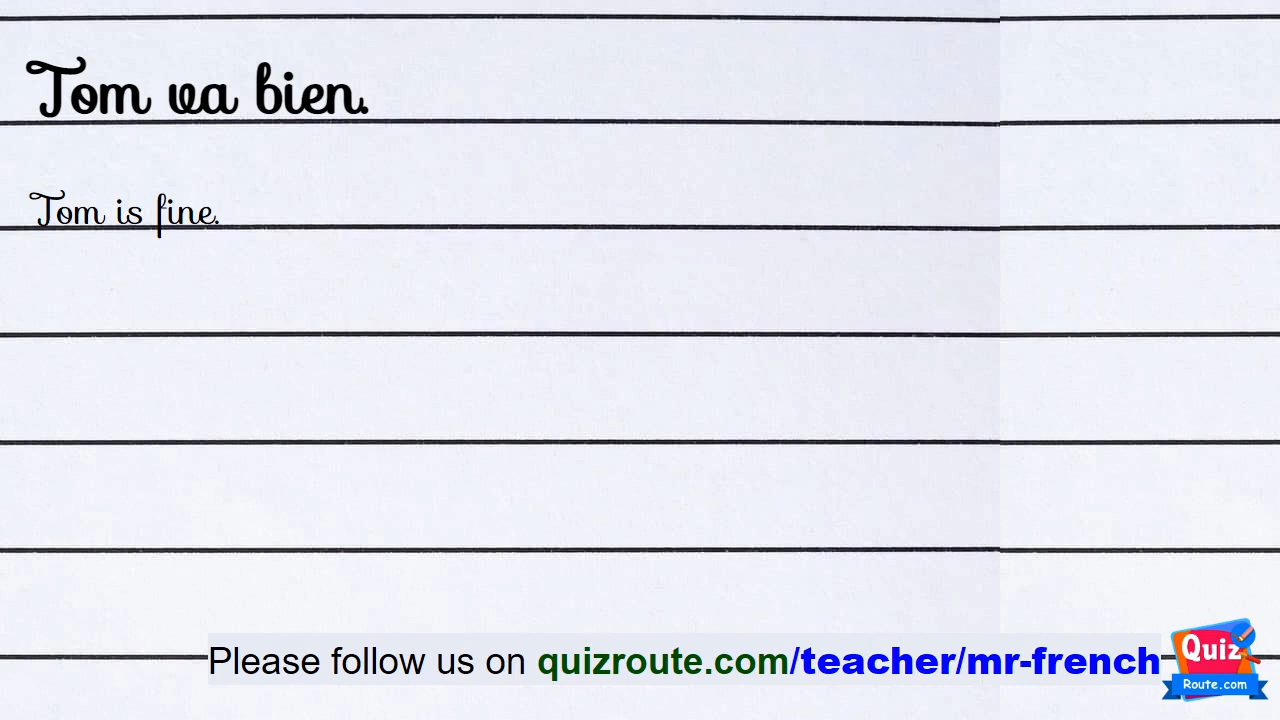 Tom va bien.
Tom is fine.
Please follow us on quizroute.com/teacher/mr-french
Quiz
Route.com